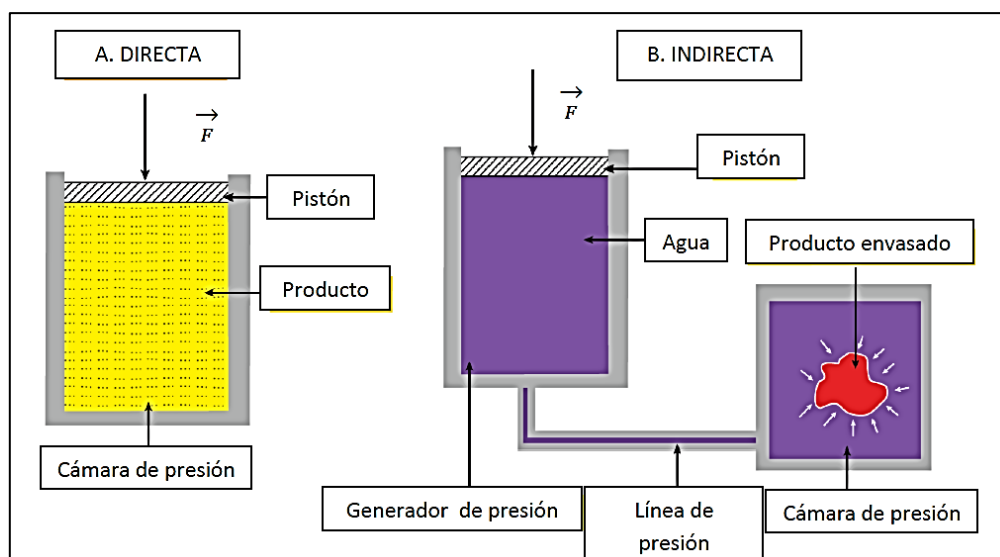 A. DIRECTA
F
Pistón
Producto
Cámara de presión
B. INDIRECTA
F
Pistón
Agua
Producto envasado
Generador de presión
Línea de
presión
Cámara de presión